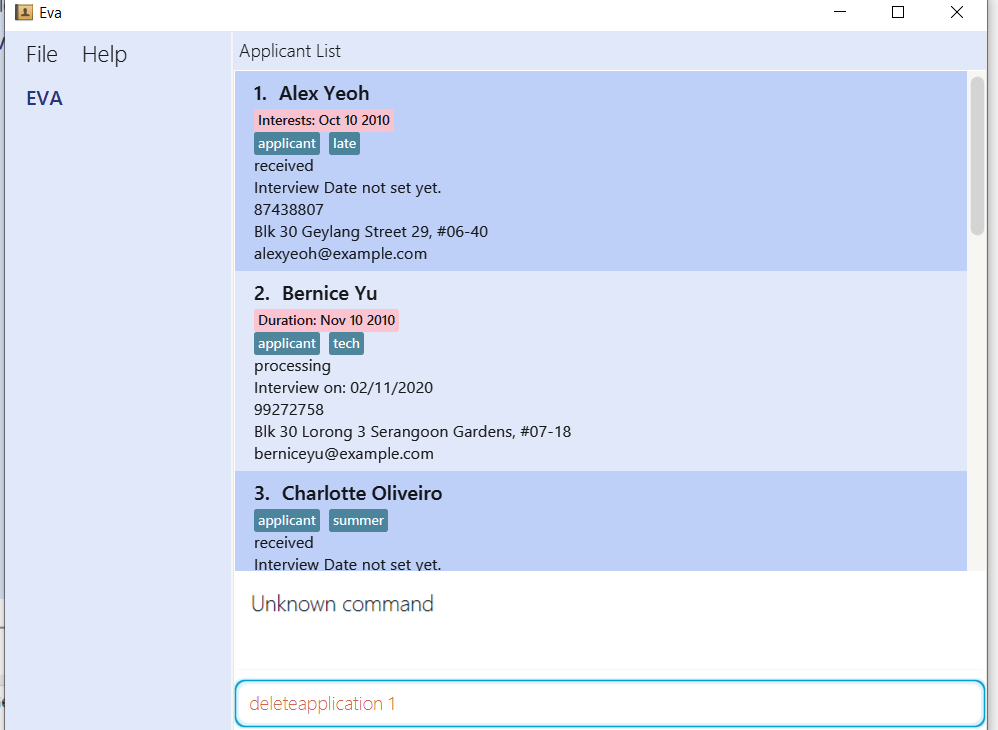 Eva
File Help
EVA
Applicant List
1. Alex Yeoh
Interests: Oct 10 2010
applicant late
received
Interview Date not set yet.
87438807
Blk 30 Geylang Street 29, #06-40
alexyeoh@example.com
2. Bernice Yu
Duration: Nov 10 2010
applicant tech
processing
Interview on: 02/11/2020
99272758
Blk 30 Lorong 3 Serangoon Gardens, #07-18
berniceyu@example.com
3. Charlotte Oliveiro
applicant summer
received
Interview Date not set yet.
Unknown command
deleteapplication 1